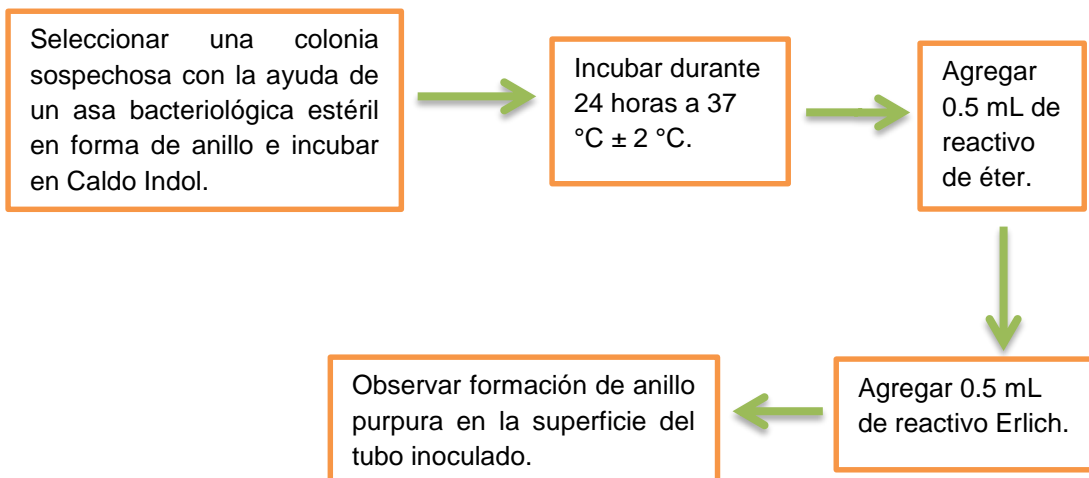 Seleccionar una colonia
sospechosa con la ayuda de
un asa bacteriológica estéril
en forma de anillo e incubar
en Caldo Indol.
Incubar durante
24 horas a 37
°C ± 2 °C.
Agregar
0.5 mL de
reactivo
de éter.
Agregar 0.5 mL
de reactivo Erlich.
Observar formación de anillo
purpura en la superficie del
tubo inoculado.